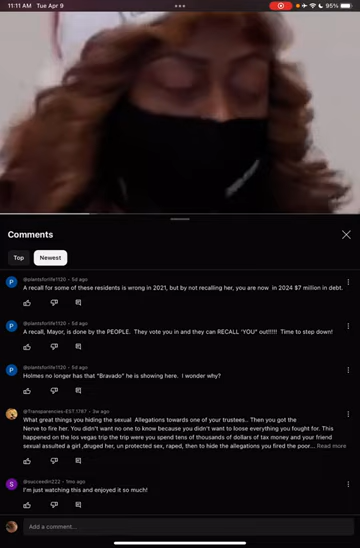 11:11 AM Tue Apr 9
95%
Comments
Top
Newest
P
@plantsforlife1120 • 5d ago
A recall for some of these residents is wrong in 2021, but by not recalling her, you are now in 2024 $7 million in debt.
P
@plantsforlife1120 • 5d ago
A recall, Mayor, is done by the PEOPLE. They vote you in and they can RECALL 'YOU" out!!!!! Time to step down!
P
@plantsforlife1120 • 5d ago
Holmes no longer has that "Bravado" he is showing here. I wonder why?
@Transparencies-EST.1787 • 3w ago
What great things you hiding the sexual Allegations towards one of your trustees.. Then you got the
Nerve to fire her. You didn't want no one to know because you didn't want to loose everything you fought for. This
happened on the los vegas trip the trip were you spend tens of thousands of dollars of tax money and your friend
sexual assulted a girl ,druged her, un protected sex, raped, then to hide the allegations you fired the poor... Read more
S
1mo ago
I'm just watching this and enjoyed it so much!
Add a comment...